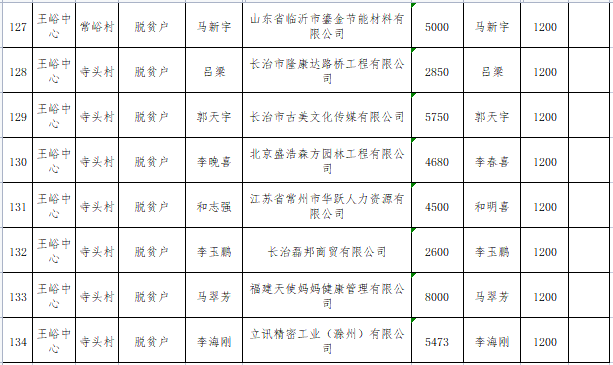 127 王峪中心 常峪村 脱贫户 马新宇 山东省临沂市鎏金节能材料有限公司 5000 马新宇 1200
128 王峪中心 寺头村 脱贫户 吕梁 长治市隆康达路桥工程有限公司 2850 吕梁 1200
129 王峪中心 寺头村 脱贫户 郭天宇 长治市古美文化传媒有限公司 5750 郭天宇 1200
130 王峪中心 寺头村 脱贫户 李晚喜 北京盛浩森方园林工程有限公司 4680 李春喜 1200
131 王峪中心 寺头村 脱贫户 和志强 江苏省常州市华跃人力资源有限公司 4500 和明喜 1200
132 王峪中心 寺头村 脱贫户 李玉鹏 长治磊邦商贸有限公司 2600 李玉鹏 1200
133 王峪中心 寺头村 脱贫户 马翠芳 福建天使妈妈健康管理有限公司 8000 马翠芳 1200
134 王峪中心 寺头村 脱贫户 李海刚 立讯精密工业（滁州）有限公司 5473 李海刚 1200